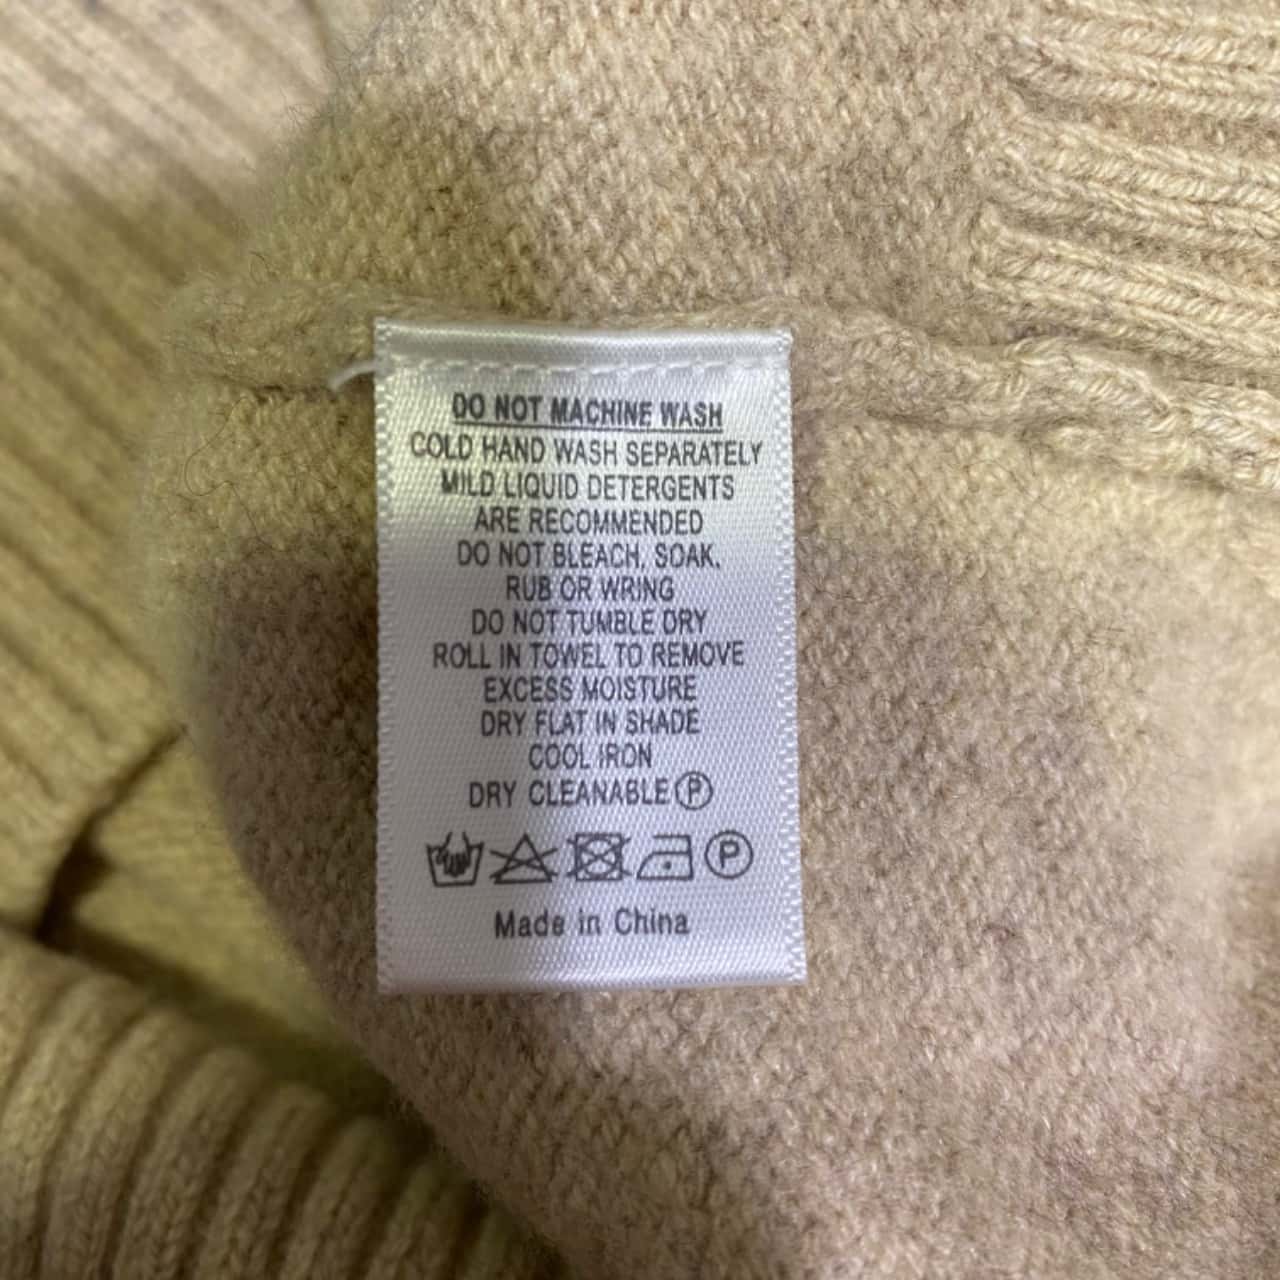 DO NOT MACHINE WASH
COLD HAND WASH SEPARATELY
MILD LIQUID DETERGENTS
ARE RECOMMENDED
DO NOT BLEACH, SOAK,
RUB OR WRING
DO NOT TUMBLE DRY
ROLL IN TOWEL TO REMOVE
EXCESS MOISTURE
DRY FLAT IN SHADE
COOL IRON
DRY CLEANABLE Ⓟ
Ⓟ
Made in China